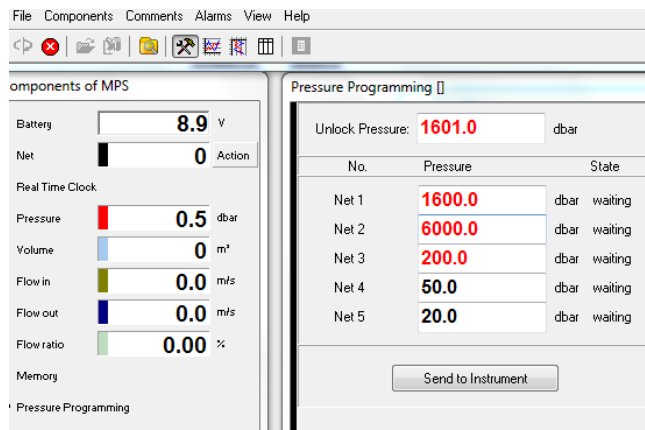 File Components Comments Alarms View Help
omponents of MPS
Battery 8.9 V
Net 0 Action
Real Time Clock
Pressure 0.5 dbar
Volume 0 m³
Flow in 0.0 m/s
Flow out 0.0 m/s
Flow ratio 0.00 %
Memory
Pressure Programming
Pressure Programming []
Unlock Pressure: 1601.0 dbar
No. Pressure State
Net 1 1600.0 dbar waiting
Net 2 6000.0 dbar waiting
Net 3 200.0 dbar waiting
Net 4 50.0 dbar waiting
Net 5 20.0 dbar waiting
Send to Instrument